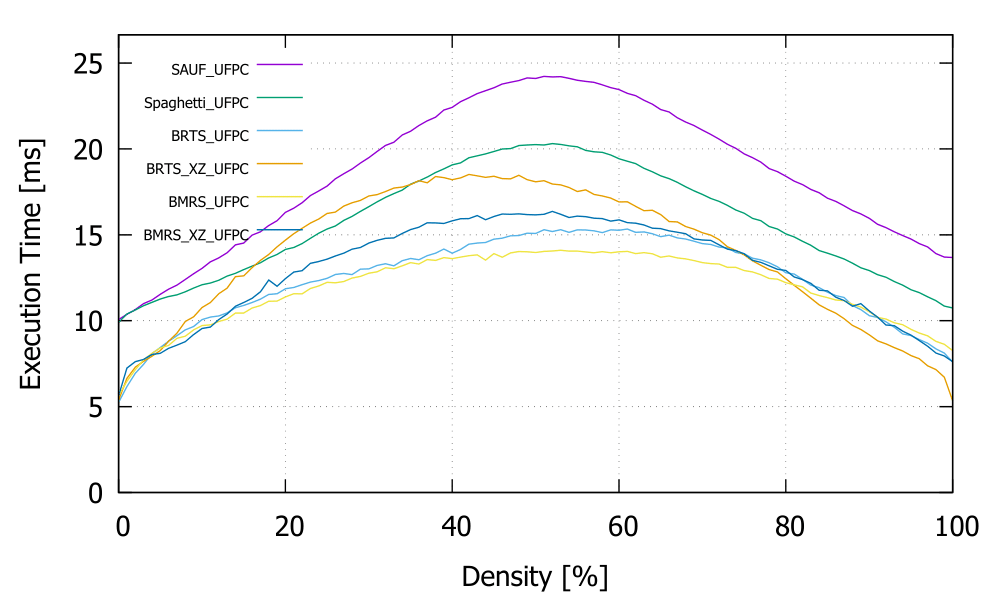 Execution Time [ms]
25
20
15
10
5
0
SAUF_UFPC
Spaghetti_UFPC
BRTS_UFPC
BRTS_XZ_UFPC
BMRS_UFPC
BMRS_XZ_UFPC
0 20 40 60 80 100
Density [%]